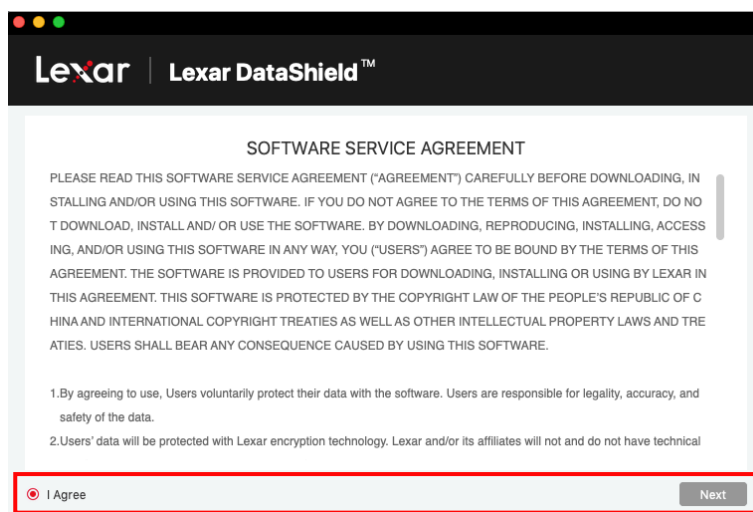 Lexar | Lexar DataShield™
SOFTWARE SERVICE AGREEMENT
PLEASE READ THIS SOFTWARE SERVICE AGREEMENT (“AGREEMENT”) CAREFULLY BEFORE DOWNLOADING, IN
STALLING AND/OR USING THIS SOFTWARE. IF YOU DO NOT AGREE TO THE TERMS OF THIS AGREEMENT, DO NO
T DOWNLOAD, INSTALL AND/ OR USE THE SOFTWARE. BY DOWNLOADING, REPRODUCING, INSTALLING, ACCESS
ING, AND/OR USING THIS SOFTWARE IN ANY WAY, YOU (“USERS”) AGREE TO BE BOUND BY THE TERMS OF THIS
AGREEMENT. THE SOFTWARE IS PROVIDED TO USERS FOR DOWNLOADING, INSTALLING OR USING BY LEXAR IN
THIS AGREEMENT. THIS SOFTWARE IS PROTECTED BY THE COPYRIGHT LAW OF THE PEOPLE’S REPUBLIC OF C
HINA AND INTERNATIONAL COPYRIGHT TREATIES AS WELL AS OTHER INTELLECTUAL PROPERTY LAWS AND TRE
ATIES. USERS SHALL BEAR ANY CONSEQUENCE CAUSED BY USING THIS SOFTWARE.
1.By agreeing to use, Users voluntarily protect their data with the software. Users are responsible for legality, accuracy, and
safety of the data.
2.Users’ data will be protected with Lexar encryption technology. Lexar and/or its affiliates will not and do not have technical
I Agree
Next